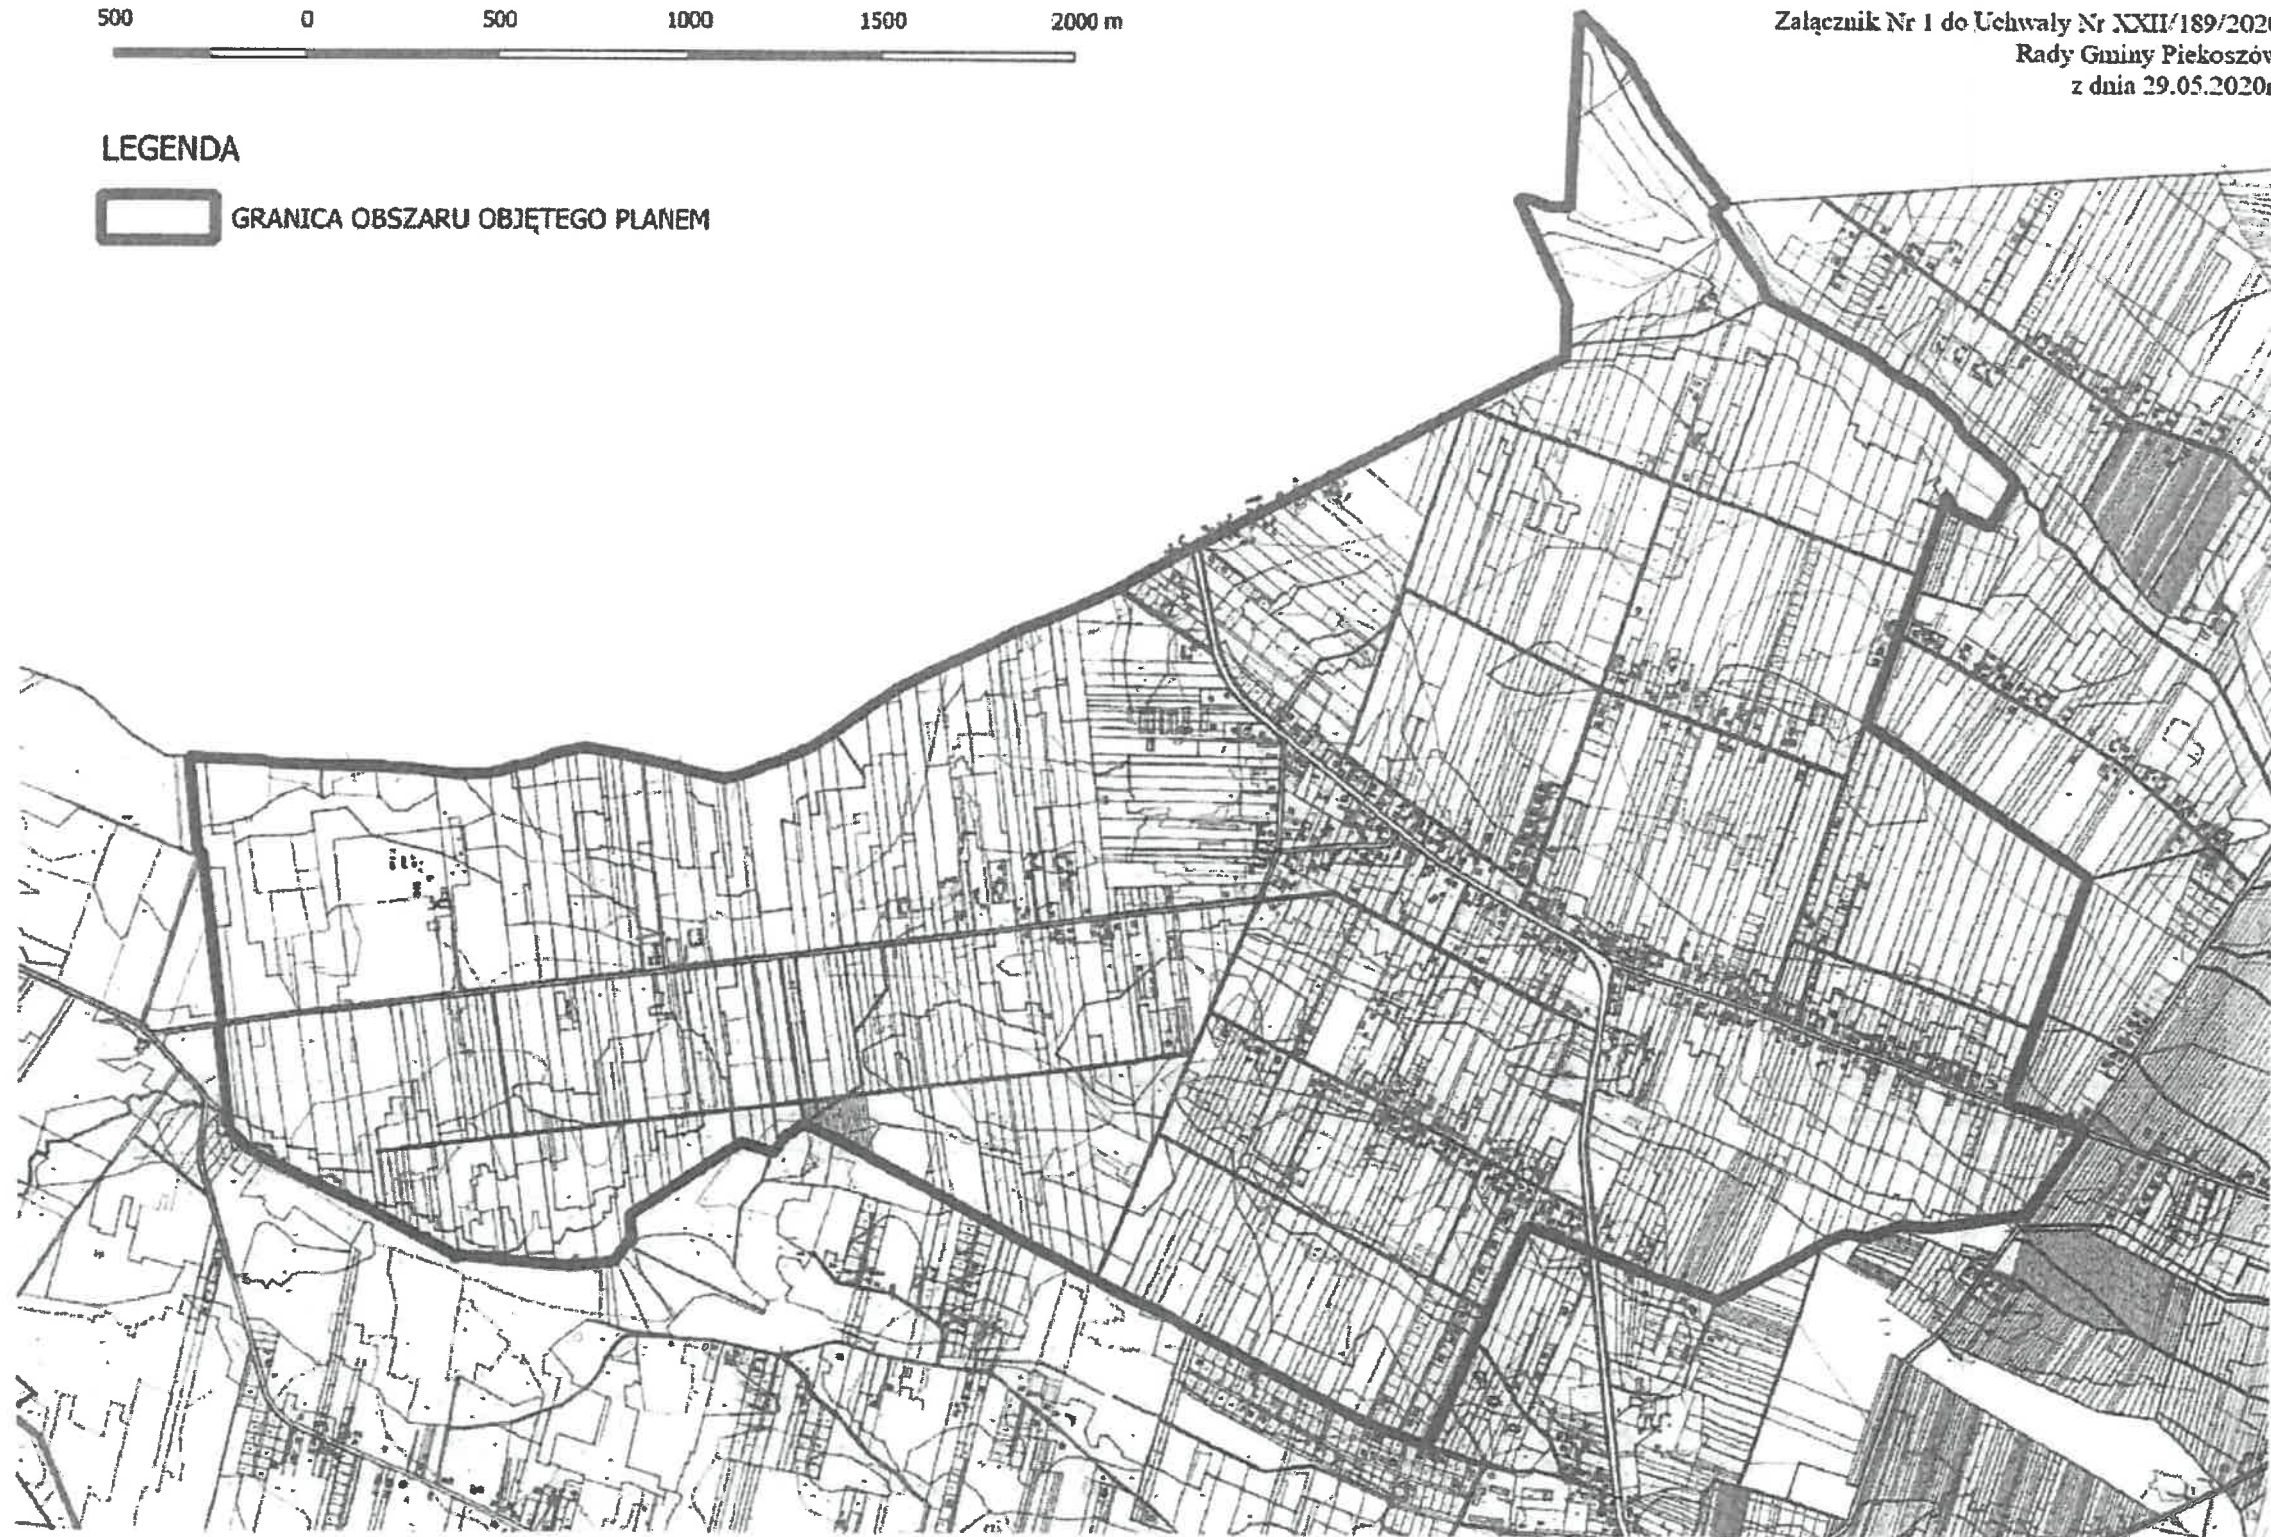 500 0 500 1000 1500 2000 m
Załącznik Nr 1 do Uchwały Nr XXII/189/2020
Rady Gminy Piekoszów
z dnia 29.05.2020r
LEGENDA
GRANICA OBSZARU OBJĘTEGO PLANEM